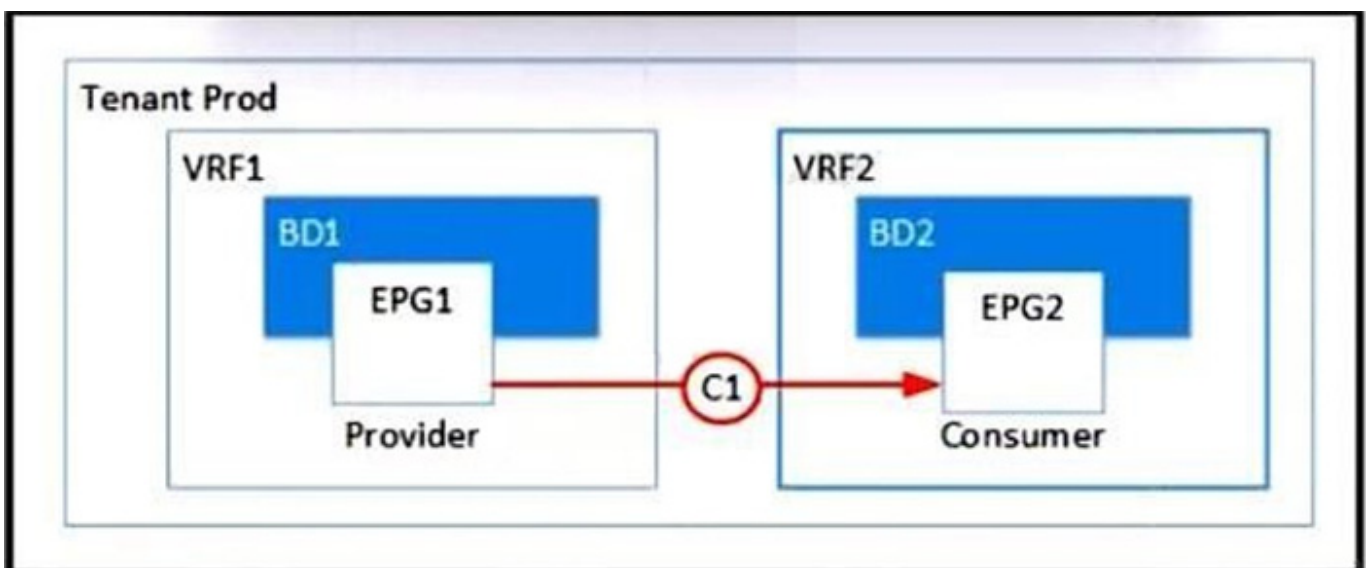 Tenant Prod
VRF1
VRF2
BD1
BD2
EPG1
EPG2
C1
Provider
Consumer